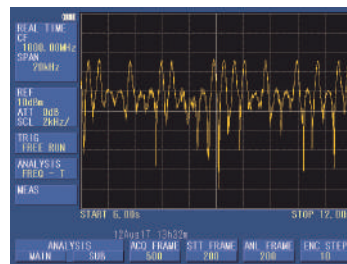 REAL TIME
CF
1000.00MHz
SPAN
20kHz
REF
10dBm
ATT 0dB
SCL 2kHz/
TRIG
FREE RUN
ANALYSIS
FREQ - T
MEAS
START 6.00s
STOP 12.00
12Aug17 13h32m
ANALYSIS
MAIN SUB
ACQ FRAME
500
STT FRAME
200
ANL FRAME
200
ENC STEP
10